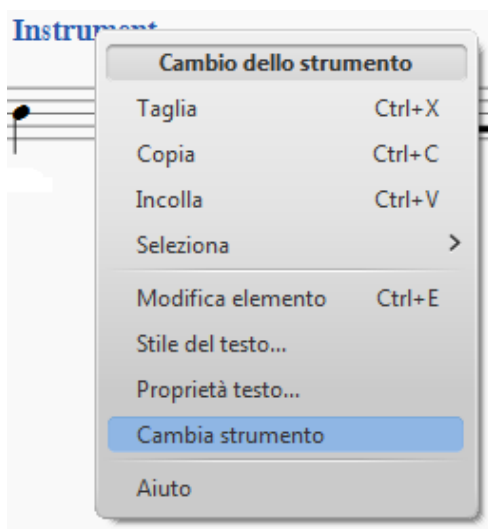 Instrument
Cambio dello strumento
Taglia Ctrl+X
Copia Ctrl+C
Incolla Ctrl+V
Seleziona >
Modifica elemento Ctrl+E
Stile del testo...
Proprietà testo...
Cambia strumento
Aiuto